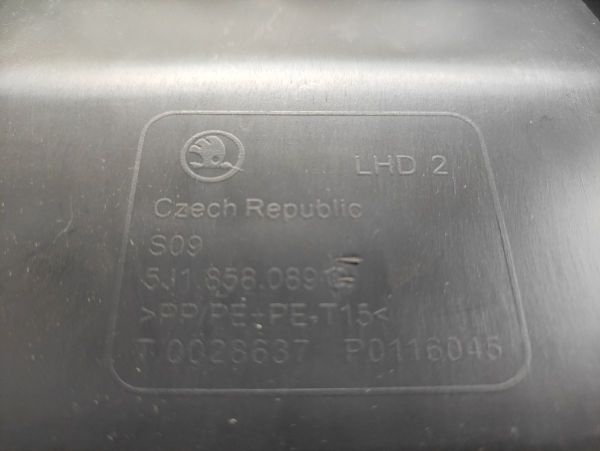 LHD 2
Czech Republic
S09
5J1.858.089
>PP/PE+PE-T15<
T 0028637 P0116045